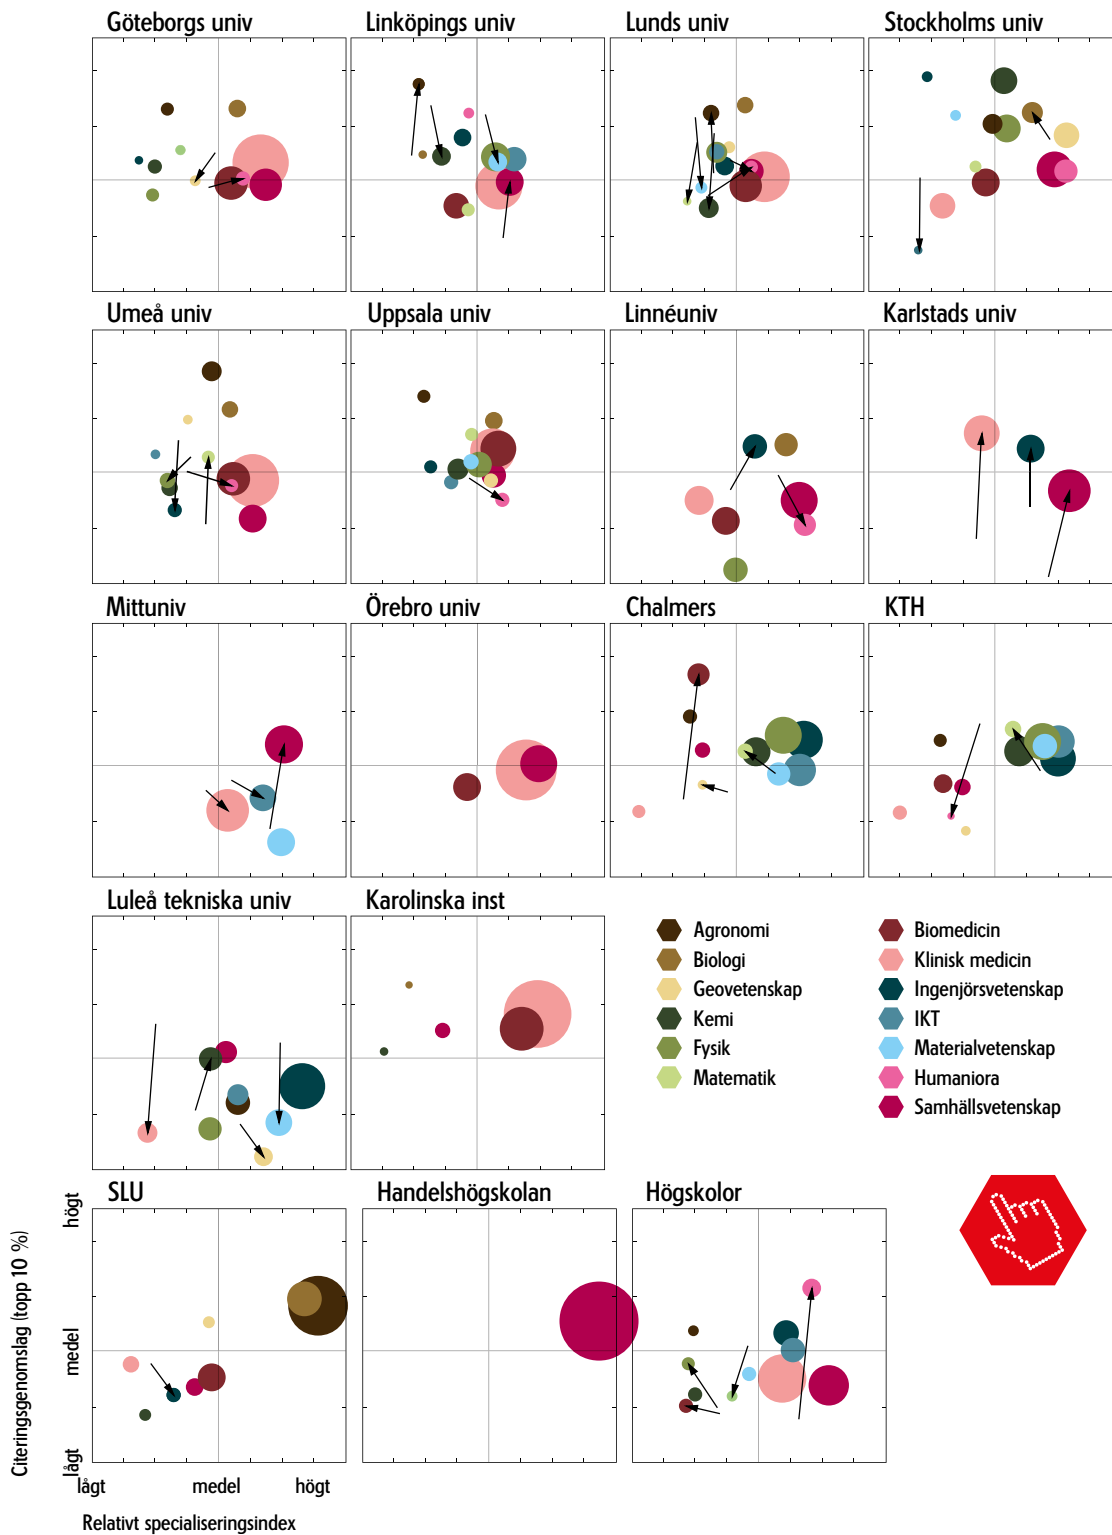 Göteborgs univ
Linköpings univ
Lunds univ
Stockholms univ
Umeå univ
Uppsala univ
Linnéuniv
Karlstads univ
Mittuniv
Örebro univ
Chalmers
KTH
Luleå tekniska univ
Karolinska inst
Agronomi
Biologi
Geovetenskap
Kemi
Fysik
Matematik
Biomedicin
Klinisk medicin
Ingenjörsvetenskap
IKT
Materialvetenskap
Humaniora
Samhällsvetenskap
SLU
Handelshögskolan
Högskolor
Citeringsgenomslag (topp 10 %)
högt
medel
lågt
lågt
medel
högt
Relativt specialiseringsindex